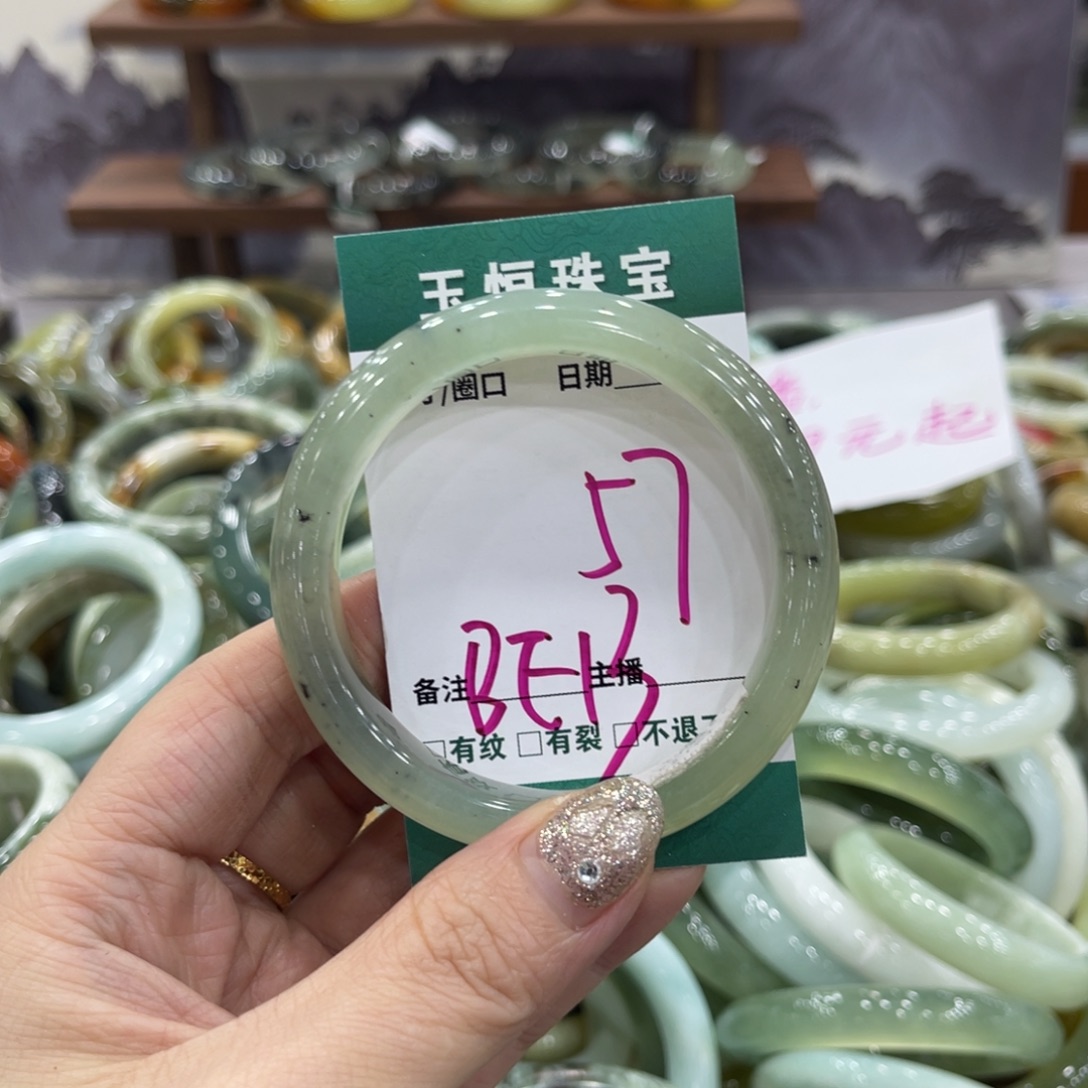 玉恒珠宝
/圈口 日期
57
BEB
备注 主播
□有纹 □有裂 □不退
元起